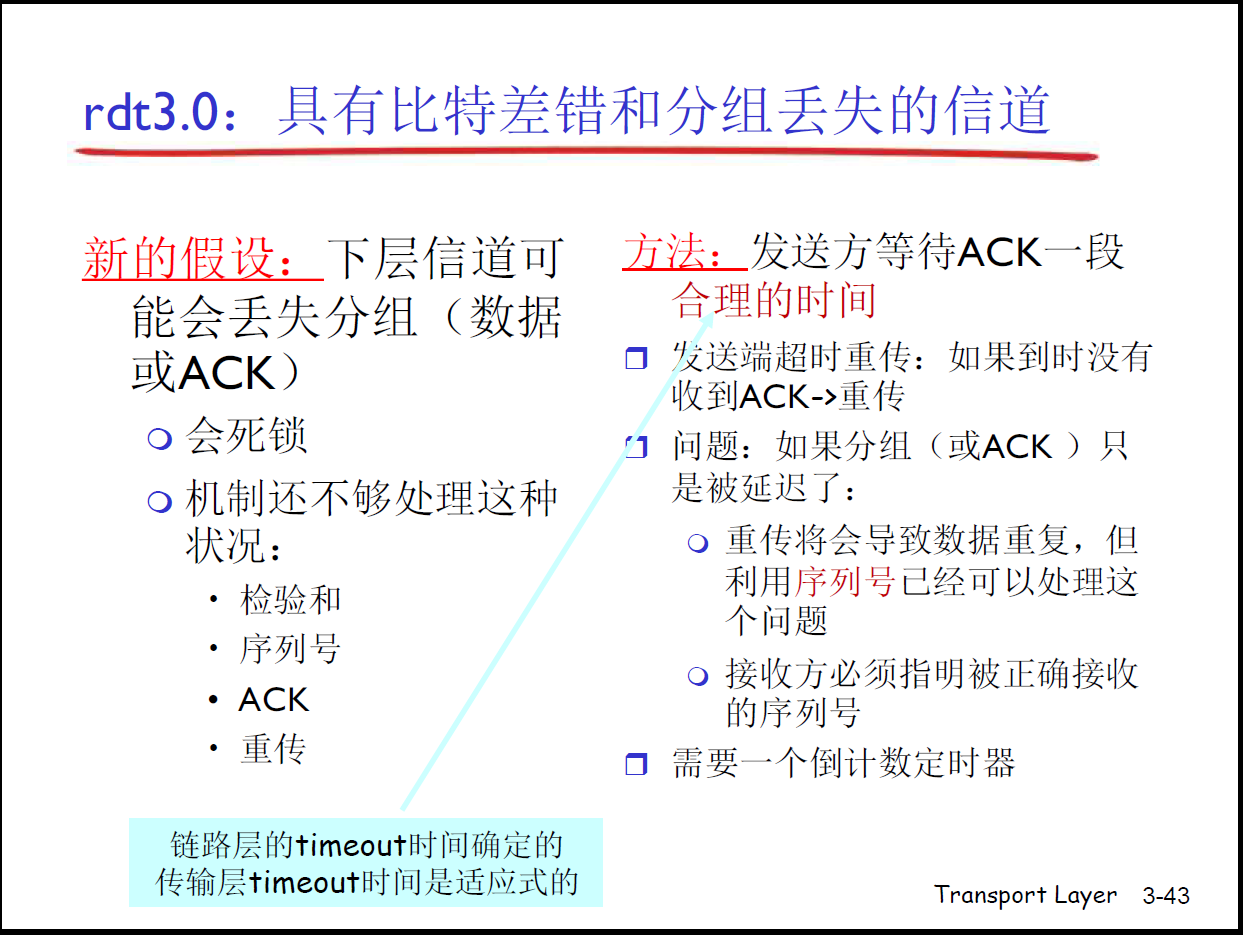 rdt3.0：具有比特差错和分组丢失的信道
新的假设：下层信道可
能会丢失分组（数据
或ACK）
会死锁
机制还不够处理这种
状况：
• 检验和
• 序列号
• ACK
• 重传
方法：发送方等待ACK一段
合理的时间
发送端超时重传：如果到时没有
收到ACK->重传
问题：如果分组（或ACK ）只
是被延迟了：
重传将会导致数据重复，但
利用序列号已经可以处理这
个问题
接收方必须指明被正确接收
的序列号
需要一个倒计数定时器
链路层的timeout时间确定的
传输层timeout时间是适应式的
Transport Layer 3-43